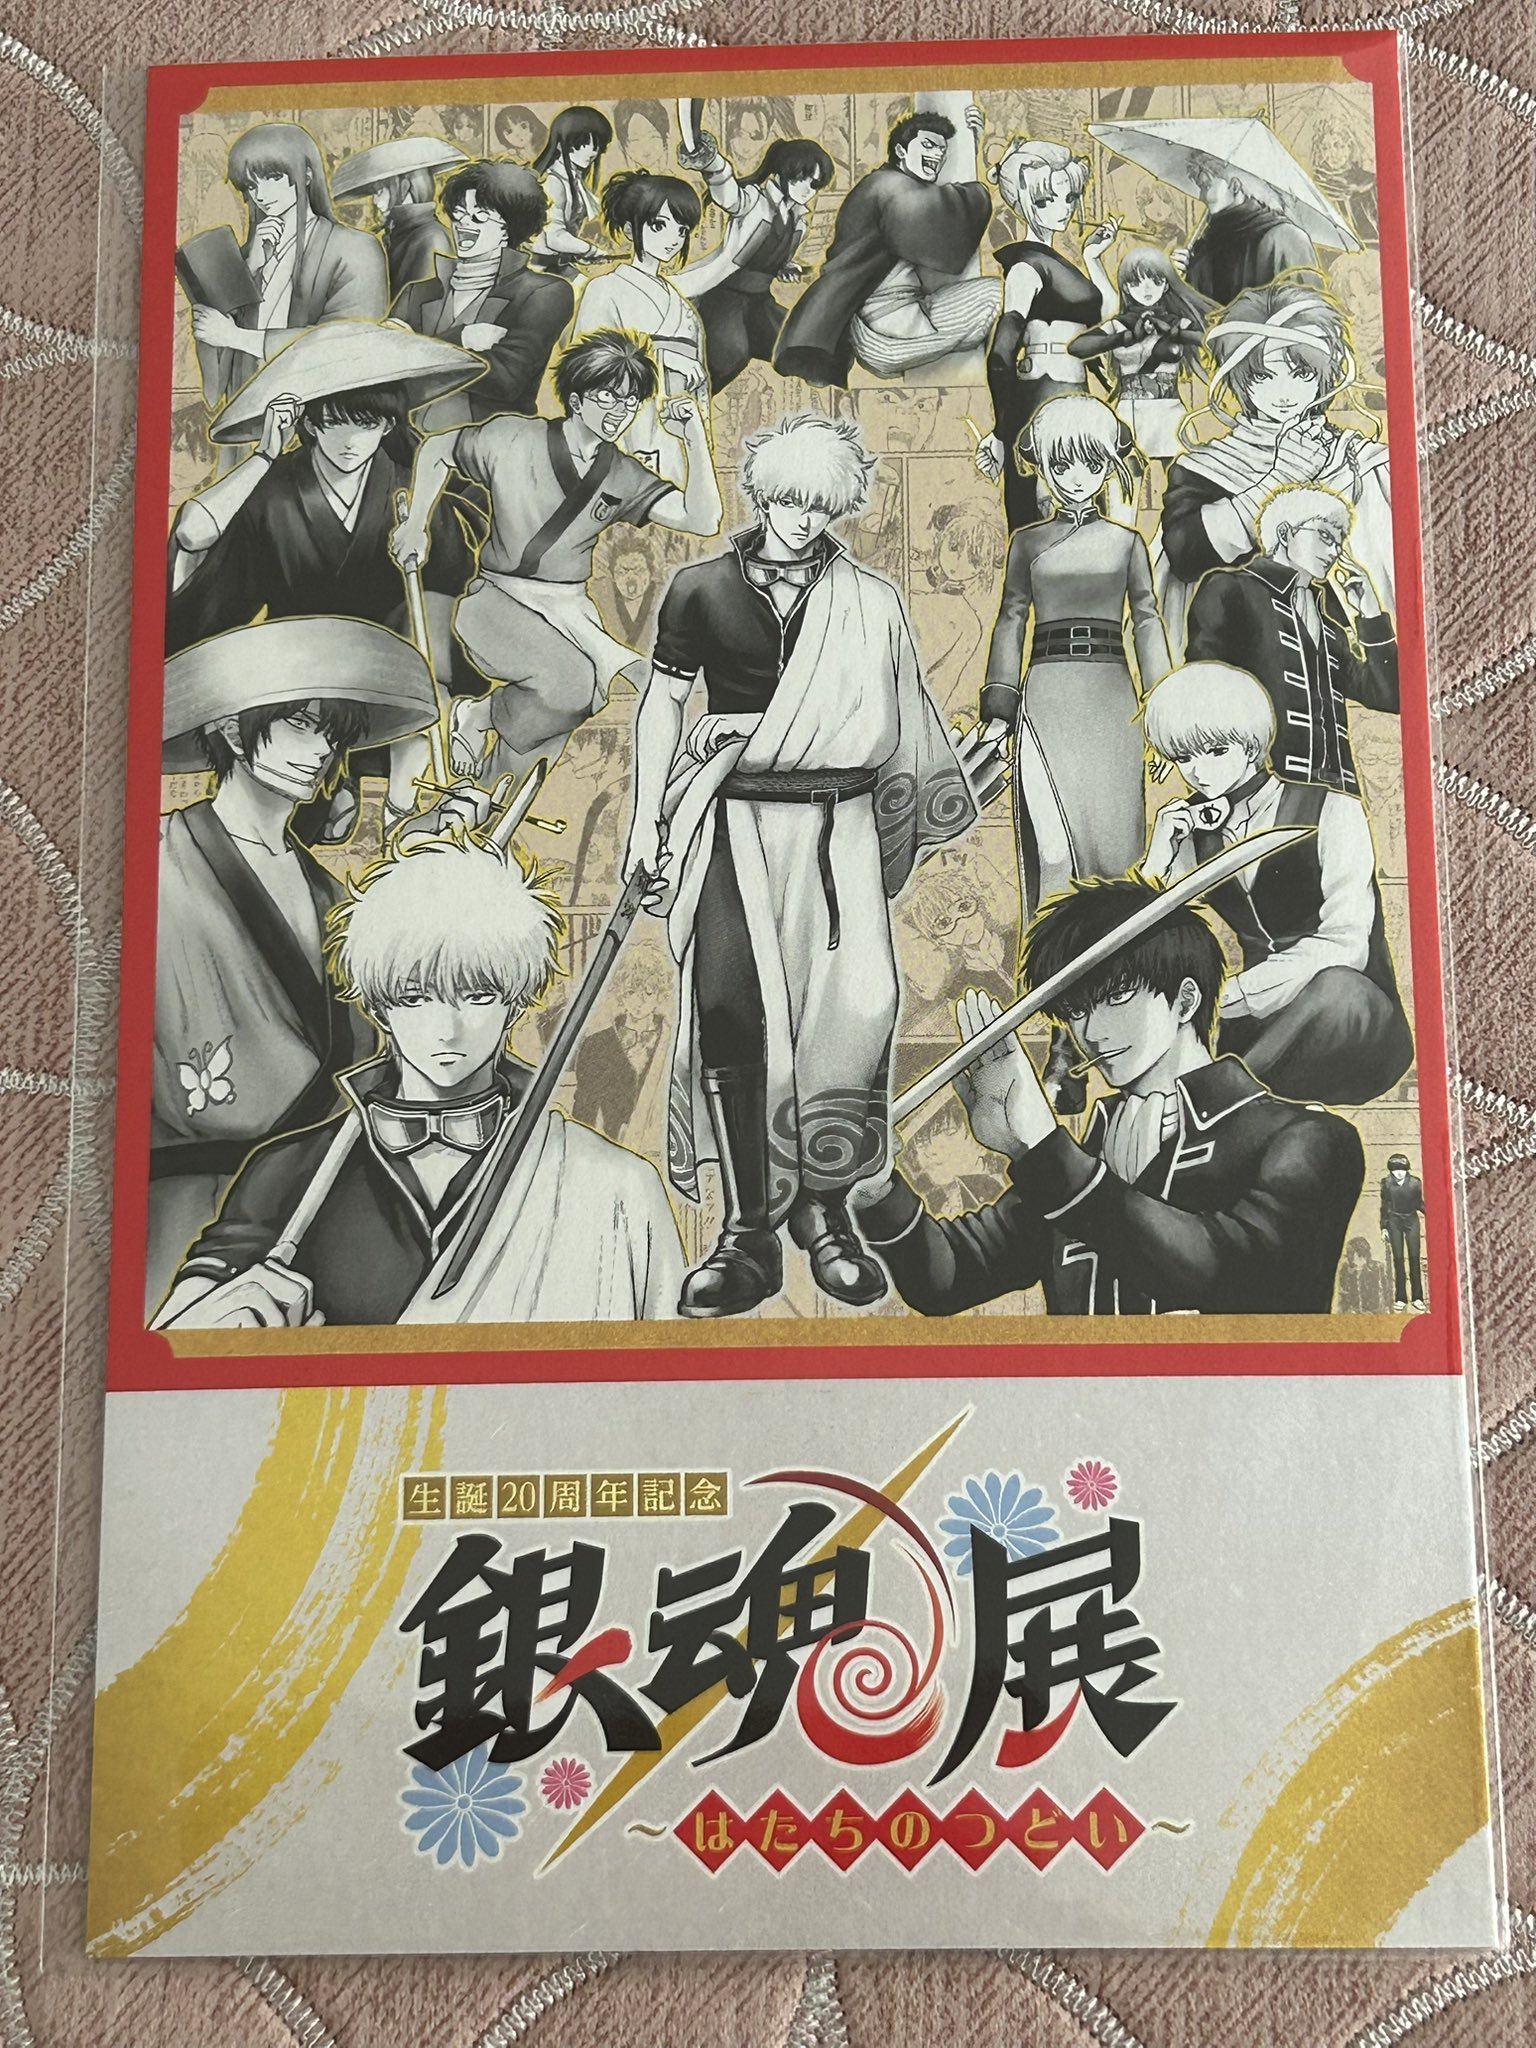 生誕20周年記念
銀魂展
～はたちのつどい～